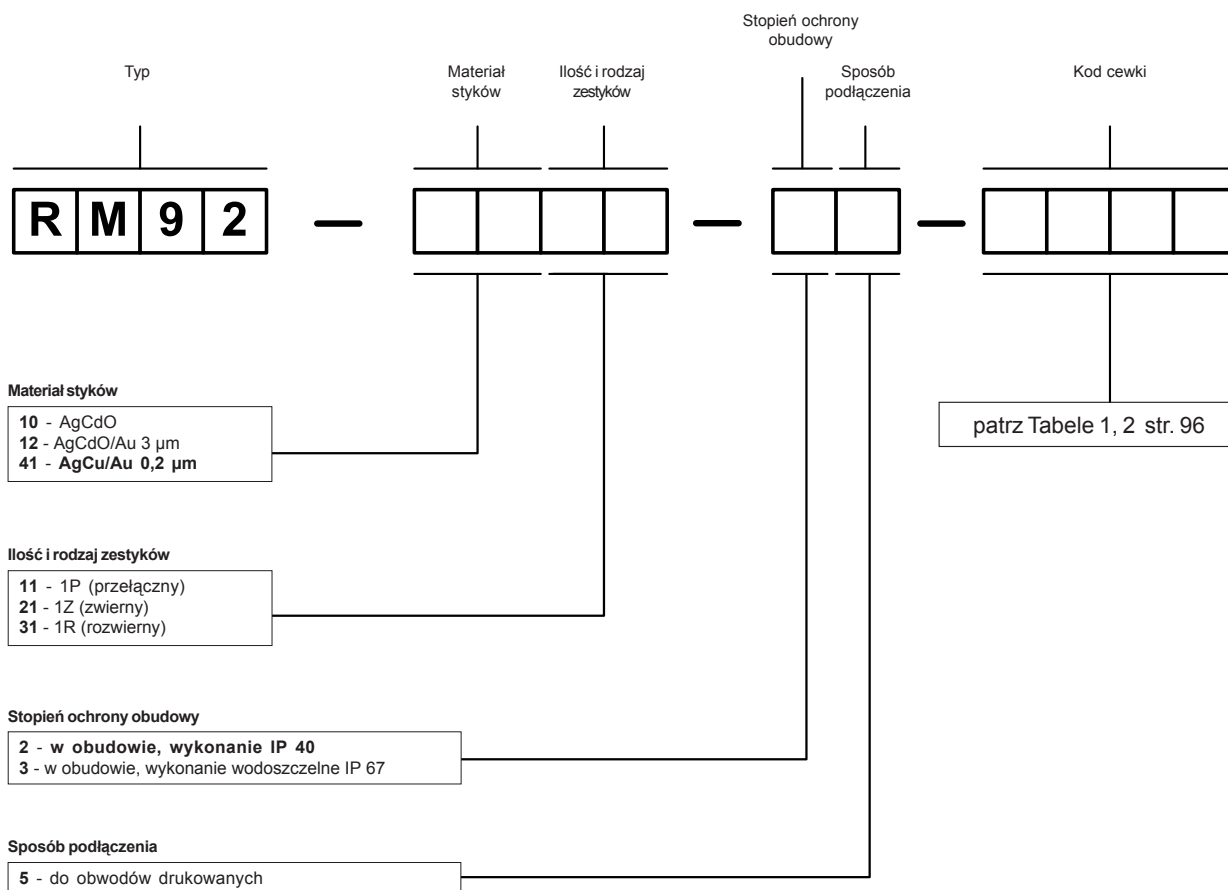 Stopień ochrony
obudowy
Typ
Materiał
styków
Ilość i rodzaj
zestyków
Sposób
podłączenia
Kod cewki
RM92 — —  —
Materiał styków
10 - AgCdO
12 - AgCdO/Au 3 µm
41 - AgCu/Au 0,2 µm
patrz Tabele 1, 2 str. 96
Ilość i rodzaj zestyków
11 - 1P (przełączny)
21 - 1Z (zwierny)
31 - 1R (rozwierny)
Stopień ochrony obudowy
2 - w obudowie, wykonanie IP 40
3 - w obudowie, wykonanie wodoszczelne IP 67
Sposób podłączenia
5 - do obwodów drukowanych